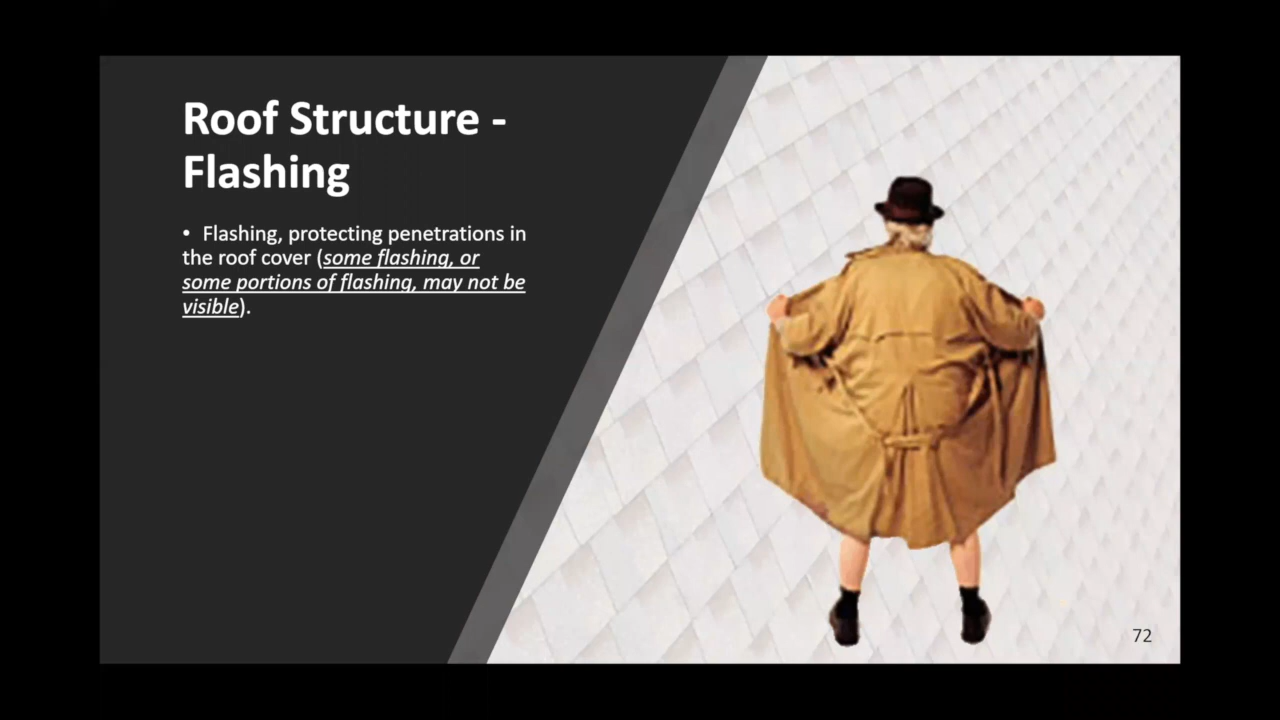 Roof Structure -
Flashing
• Flashing, protecting penetrations in
the roof cover (some flashing, or
some portions of flashing, may not be
visible).
72